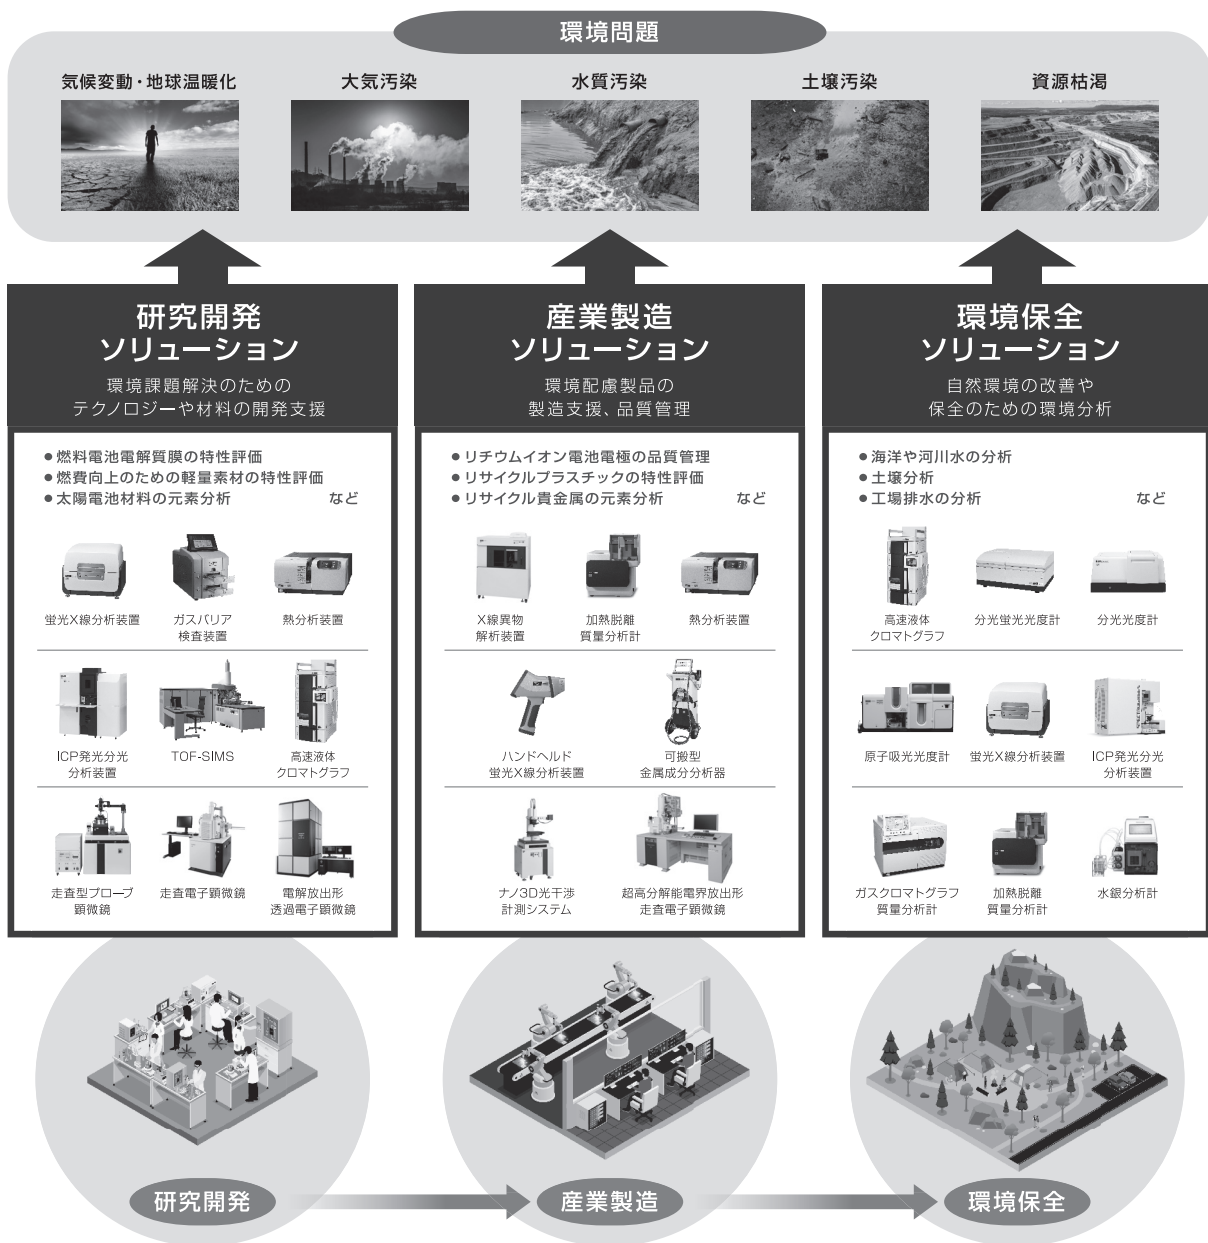 環境問題
気候変動・地球温暖化
大気汚染
水質汚染
土壌汚染
資源枯渇
研究開発
ソリューション
環境課題解決のための
テクノロジーや材料の開発支援
●燃料電池電解質膜の特性評価
●燃費向上のための軽量素材の特性評価
●太陽電池材料の元素分析 など
蛍光X線分析装置
ガスバリア
検査装置
熱分析装置
ICP発光分光
分析装置
TOF-SIMS
高速液体
クロマトグラフ
走査型プローブ
顕微鏡
走査電子顕微鏡
電解放出形
透過電子顕微鏡
産業製造
ソリューション
環境配慮製品の
製造支援、品質管理
●リチウムイオン電池電極の品質管理
●リサイクルプラスチックの特性評価
●リサイクル貴金属の元素分析 など
X線異物
解析装置
加熱脱離
質量分析計
熱分析装置
ハンドヘルド
蛍光X線分析装置
可搬型
金属成分分析器
ナノ3D光干渉
計測システム
超高分解能電界放出形
走査電子顕微鏡
環境保全
ソリューション
自然環境の改善や
保全のための環境分析
●海洋や河川水の分析
●土壌分析
●工場排水の分析 など
高速液体
クロマトグラフ
分光蛍光光度計
分光光度計
原子吸光光度計
蛍光X線分析装置
ICP発光分光
分析装置
ガスクロマトグラフ
質量分析計
加熱脱離
質量分析計
水銀分析計
研究開発
産業製造
環境保全